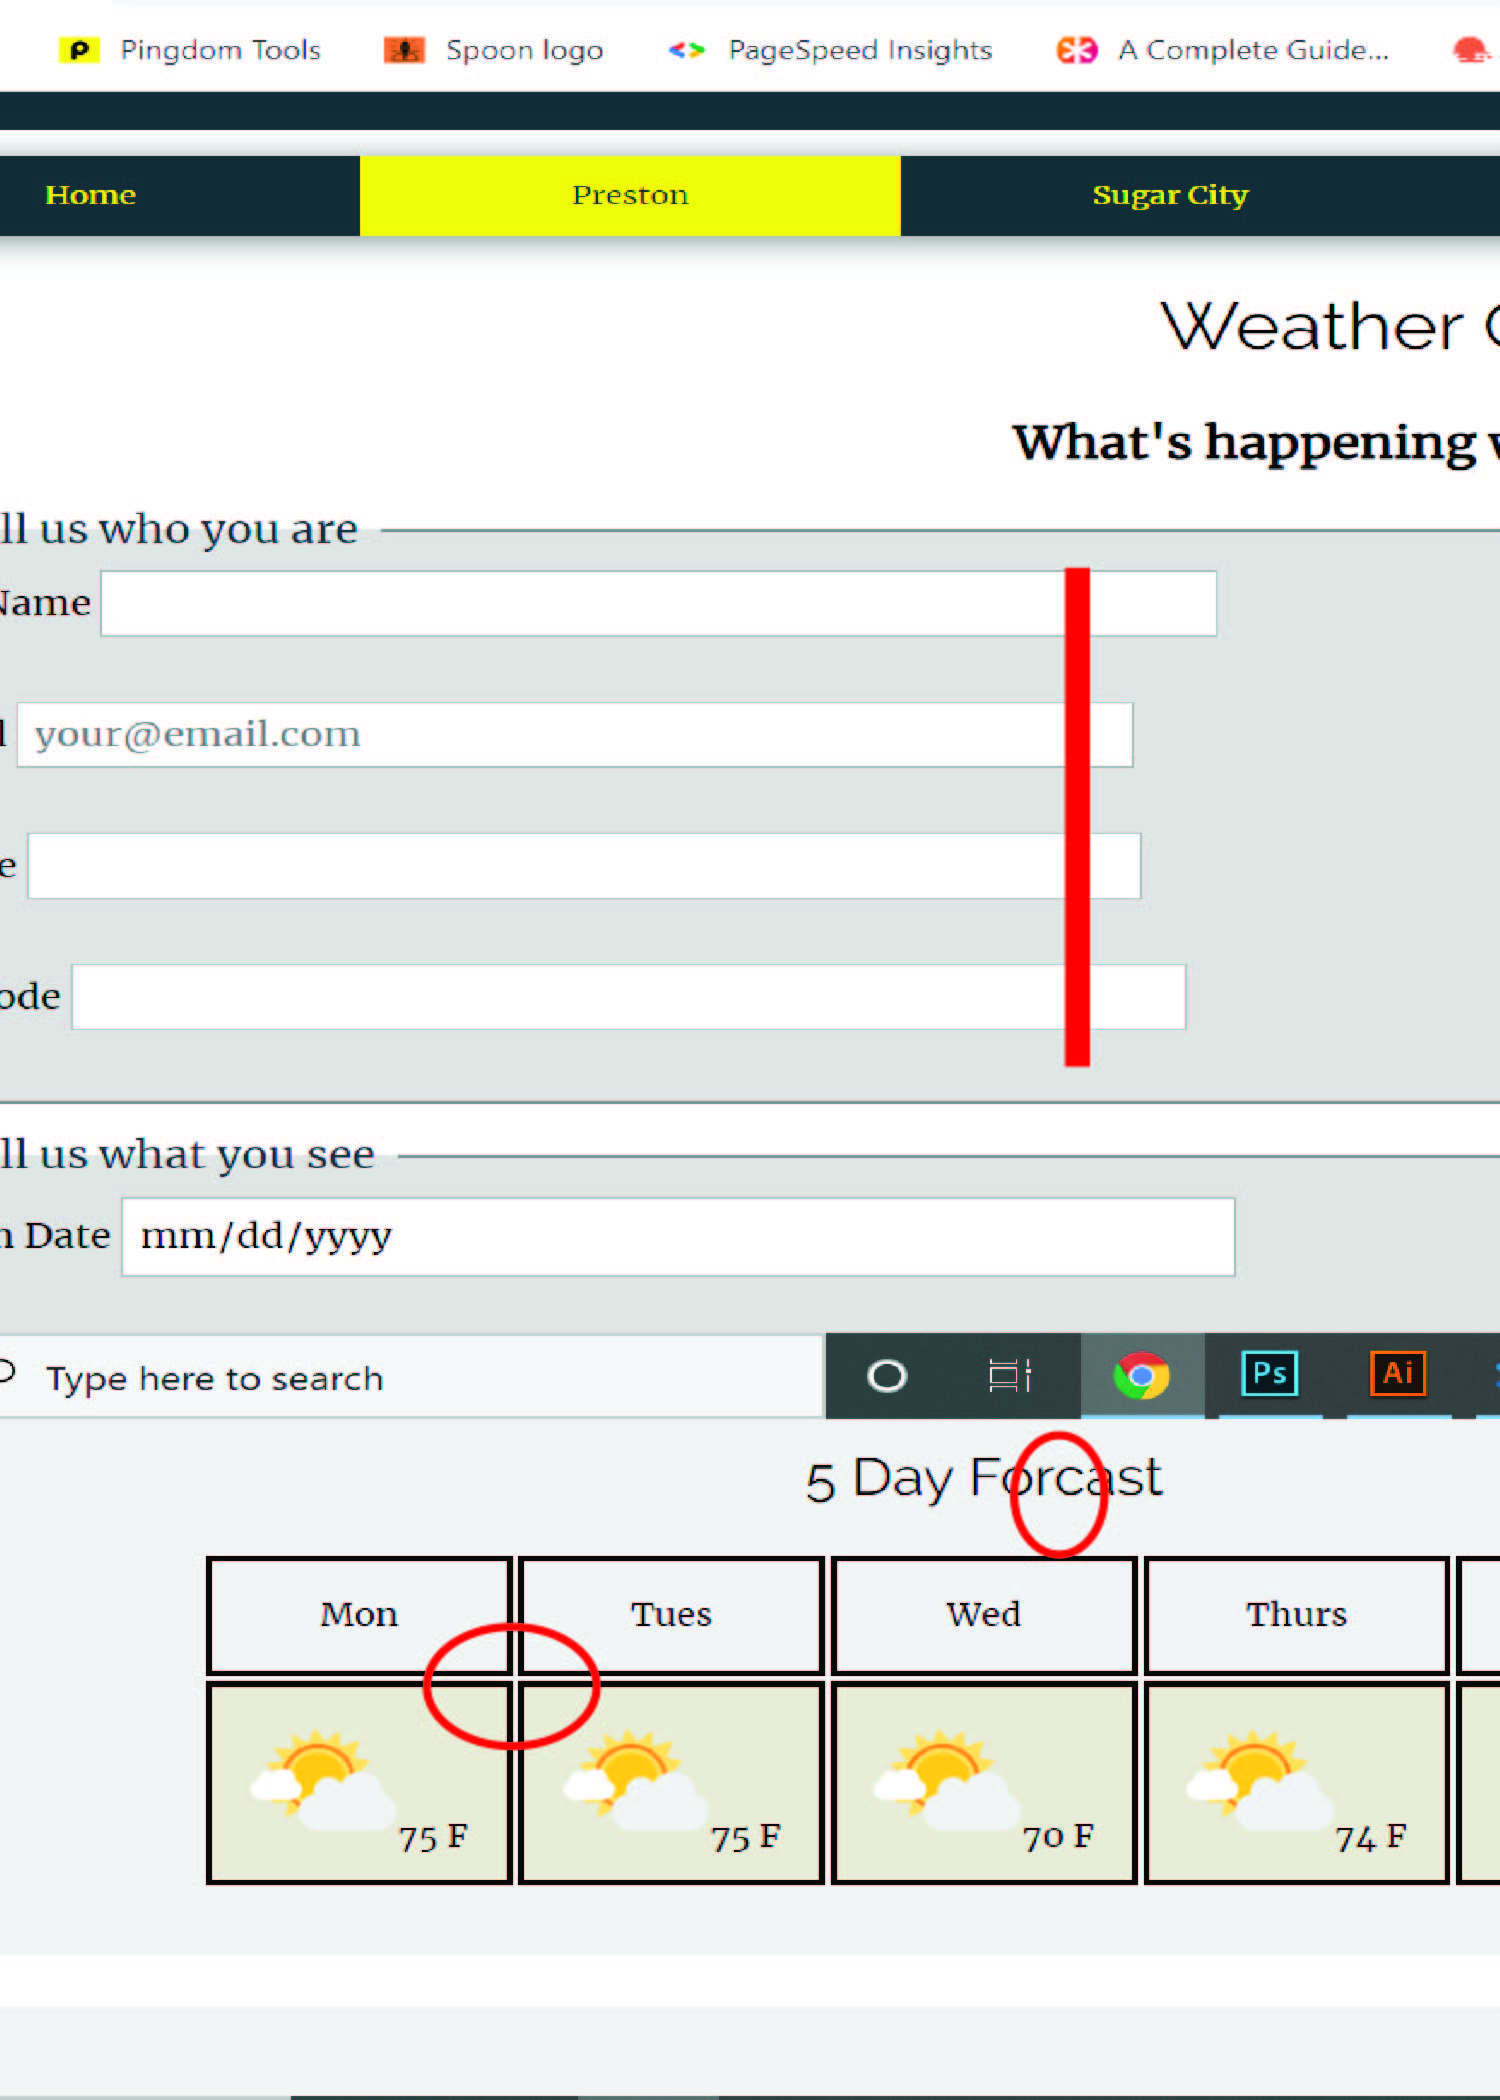 Pingdom Tools Spoon logo PageSpeed Insights A Complete Guide...
Home Preston Sugar City
Weather
What's happening
ll us who you are
Name
your@email.com
e
ode
ll us what you see
n Date mm/dd/yyyy
Type here to search Ps Ai
5 Day Forcast
Mon Tues Wed Thurs
75 F 75 F 70 F 74 F